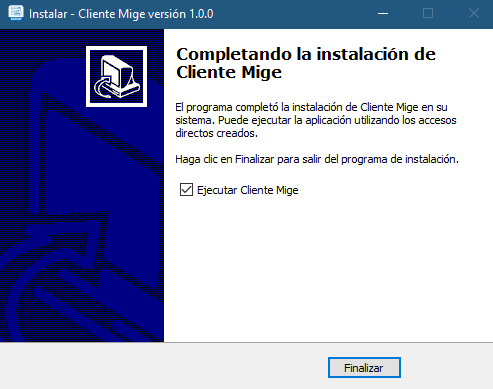 Instalar - Cliente Mige versión 1.0.0
Completando la instalación de
Cliente Mige
El programa completó la instalación de Cliente Mige en su
sistema. Puede ejecutar la aplicación utilizando los accesos
directos creados.
Haga clic en Finalizar para salir del programa de instalación.
Ejecutar Cliente Mige
Finalizar